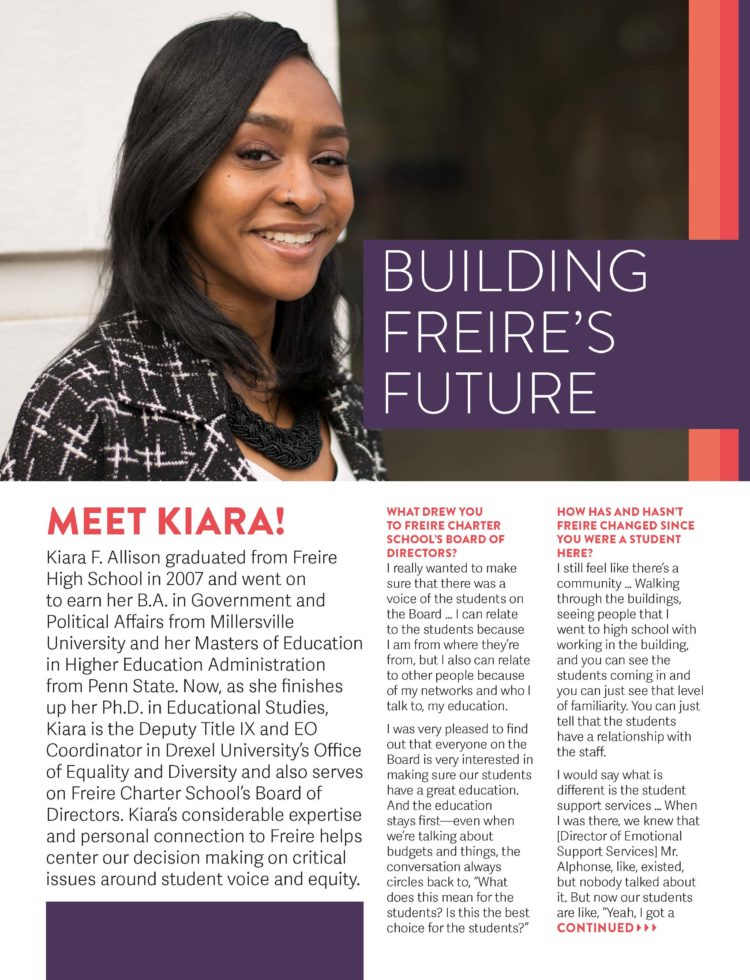 BUILDING
FREIRE'S
FUTURE
MEET KIARA!
Kiara F. Allison graduated from Freire
High School in 2007 and went on
to earn her B.A. in Government and
Political Affairs from Millersville
University and her Masters of Education
in Higher Education Administration
from Penn State. Now, as she finishes
up her Ph.D. in Educational Studies,
Kiara is the Deputy Title IX and EO
Coordinator in Drexel University's Office
of Equality and Diversity and also serves
on Freire Charter School's Board of
Directors. Kiara's considerable expertise
and personal connection to Freire helps
center our decision making on critical
issues around student voice and equity.
WHAT DREW YOU
TO FREIRE CHARTER
SCHOOL'S BOARD OF
DIRECTORS?
I really wanted to make
sure that there was a
voice of the students on
the Board ... I can relate
to the students because
I am from where they're
from, but I also can relate
to other people because
of my networks and who I
talk to, my education.
I was very pleased to find
out that everyone on the
Board is very interested in
making sure our students
have a great education.
And the education
stays first—even when
we're talking about
budgets and things, the
conversation always
circles back to, "What
does this mean for the
students? Is this the best
choice for the students?"
HOW HAS AND HASN'T
FREIRE CHANGED SINCE
YOU WERE A STUDENT
HERE?
I still feel like there's a
community ... Walking
through the buildings,
seeing people that I
went to high school with
working in the building,
and you can see the
students coming in and
you can just see that level
of familiarity. You can just
tell that the students
have a relationship with
the staff.
I would say what is
different is the student
support services ... When
I was there, we knew that
[Director of Emotional
Support Services] Mr.
Alphonse, like, existed,
but nobody talked about
it. But now our students
are like, "Yeah, I got a
CONTINUED